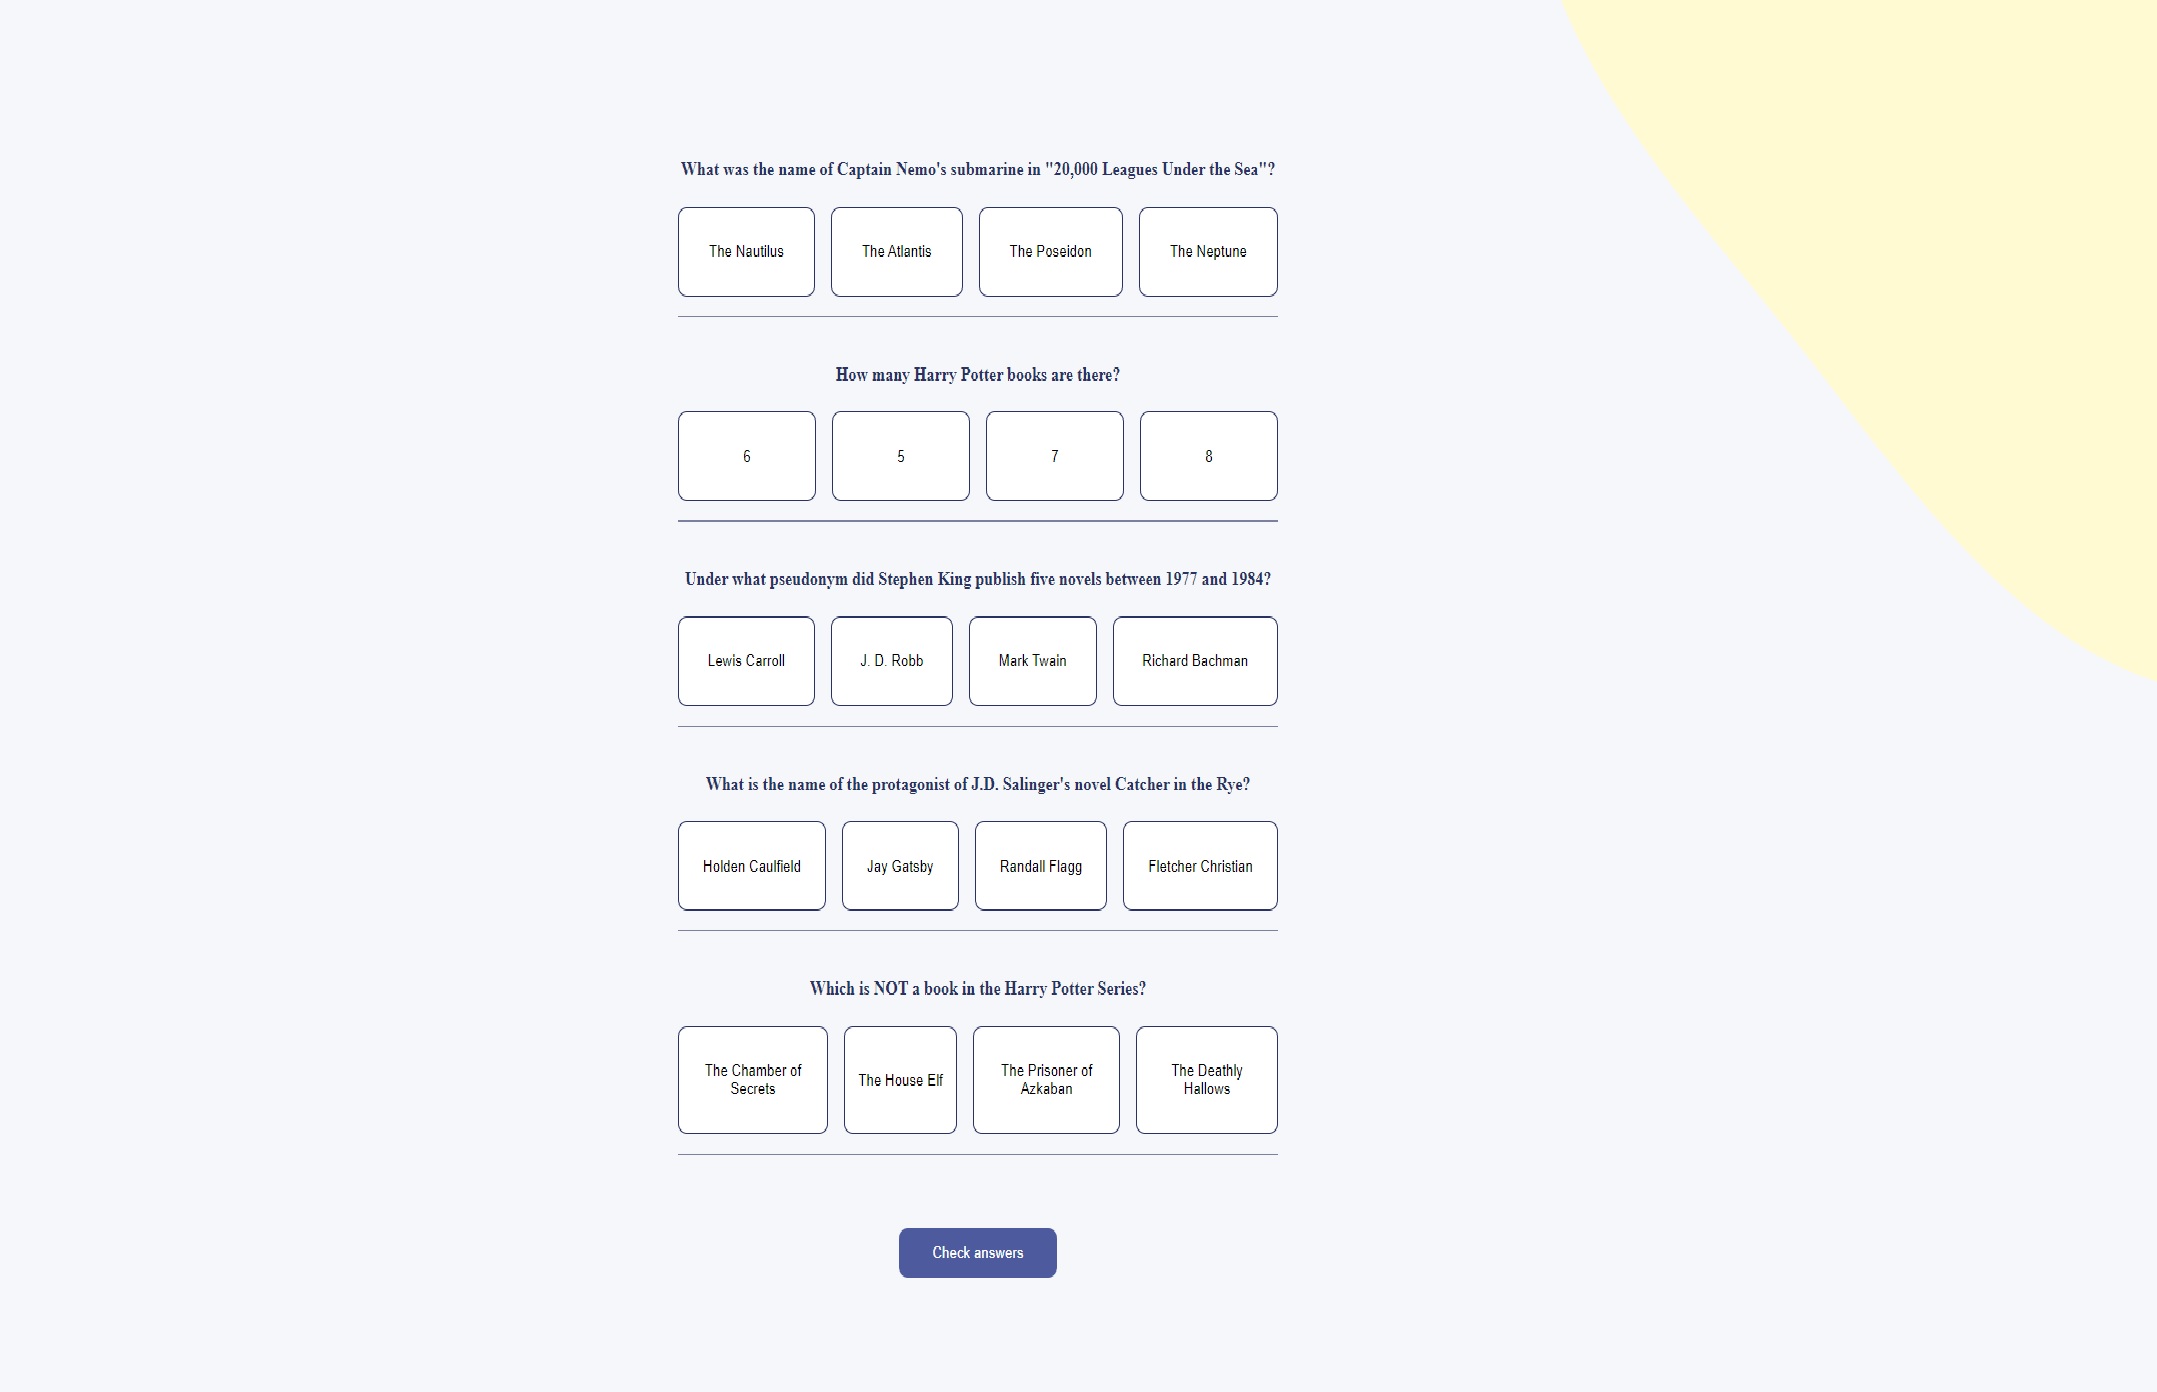 What was the name of Captain Nemo's submarine in "20,000 Leagues Under the Sea"?
The Nautilus
The Atlantis
The Poseidon
The Neptune
How many Harry Potter books are there?
6
5
7
8
Under what pseudonym did Stephen King publish five novels between 1977 and 1984?
Lewis Carroll
J. D. Robb
Mark Twain
Richard Bachman
What is the name of the protagonist of J.D. Salinger's novel Catcher in the Rye?
Holden Caulfield
Jay Gatsby
Randall Flagg
Fletcher Christian
Which is NOT a book in the Harry Potter Series?
The Chamber of
Secrets
The House Elf
The Prisoner of
Azkaban
The Deathly
Hallows
Check answers